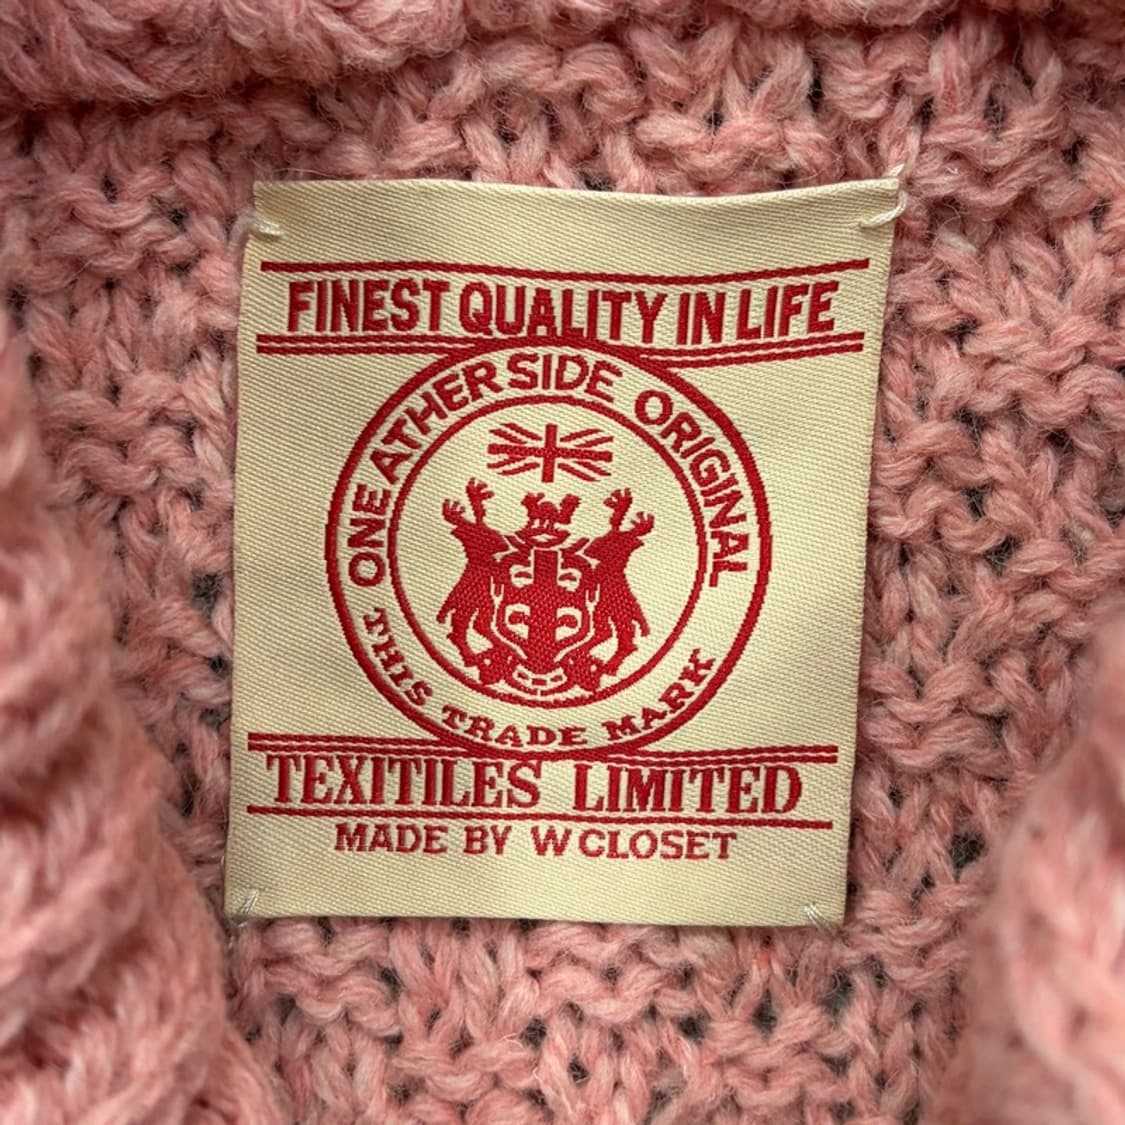 FINEST QUALITY IN LIFE
ONE ATHER SIDE ORIGINAL
THIS TRADE MARK
TEXITILES LIMITED
MADE BY W CLOSET